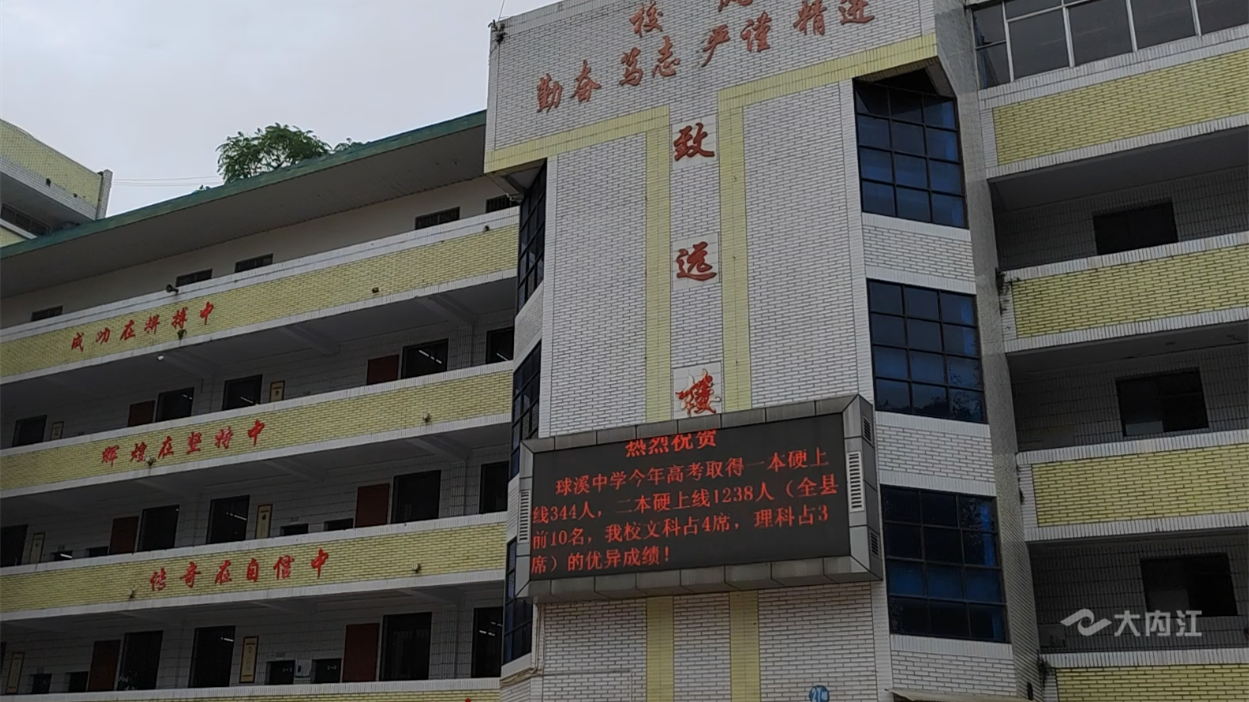 校
勤奋 笃志 严谨 精进
致远楼
成功在拼搏中
辉煌在坚持中
传奇在自信中
热烈祝贺
球溪中学今年高考取得一本硬上
线344人，二本硬上线1238人（全县
前10名，我校文科占4席，理科占3
席）的优异成绩！
大内江